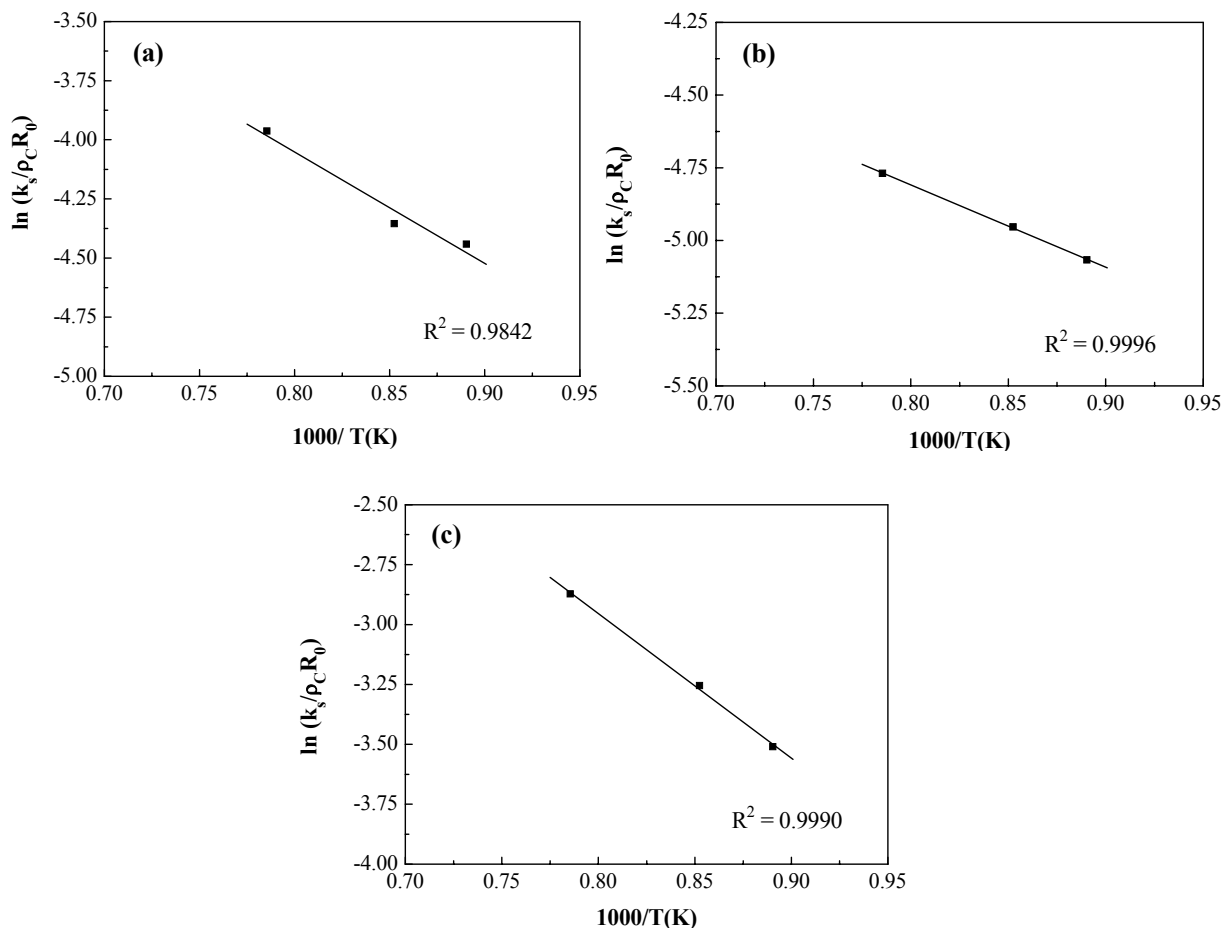 (a)
-3.50
-3.75
-4.00
-4.25
-4.50
-4.75
-5.00
ln (k_s/ρ_C R_0)
R^2 = 0.9842
0.70 0.75 0.80 0.85 0.90 0.95
1000/ T(K)
(b)
-4.25
-4.50
-4.75
-5.00
-5.25
-5.50
ln (k_s/ρ_C R_0)
R^2 = 0.9996
0.70 0.75 0.80 0.85 0.90 0.95
1000/T(K)
(c)
-2.50
-2.75
-3.00
-3.25
-3.50
-3.75
-4.00
ln (k_s/ρ_C R_0)
R^2 = 0.9990
0.70 0.75 0.80 0.85 0.90 0.95
1000/T(K)